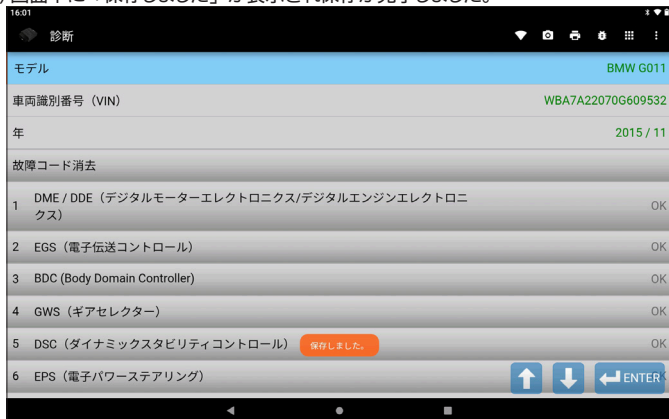 画面下に「保存しました」が表示され保存が完了しました。
16:01
診断
モデル
BMW G011
車両識別番号（VIN）
WBA7A22070G609532
年
2015 / 11
故障コード消去
1 DME / DDE（デジタルモーターエレクトロニクス/デジタルエンジンエレクトロニ
クス）
OK
2 EGS（電子伝送コントロール）
OK
3 BDC (Body Domain Controller)
OK
4 GWS（ギアセレクター）
OK
5 DSC（ダイナミックスタビリティコントロール）
保存しました。
OK
6 EPS（電子パワーステアリング）
ENTER